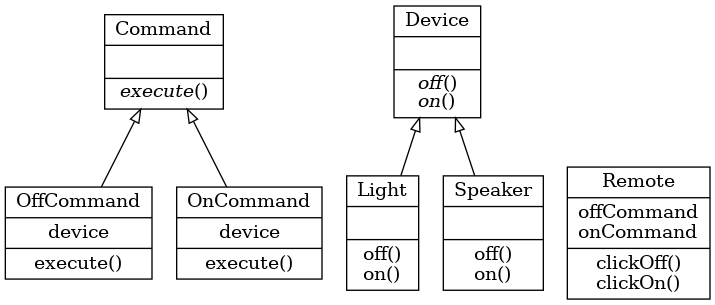 Command
execute()
Device
off()
on()
OffCommand
device
execute()
OnCommand
device
execute()
Light
off()
on()
Speaker
off()
on()
Remote
offCommand
onCommand
clickOff()
clickOn()